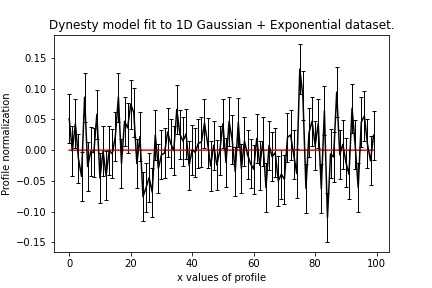 Dynesty model fit to 1D Gaussian + Exponential dataset.
0.15
0.10
0.05
0.00
−0.05
−0.10
−0.15
Profile normalization
0 20 40 60 80 100
x values of profile